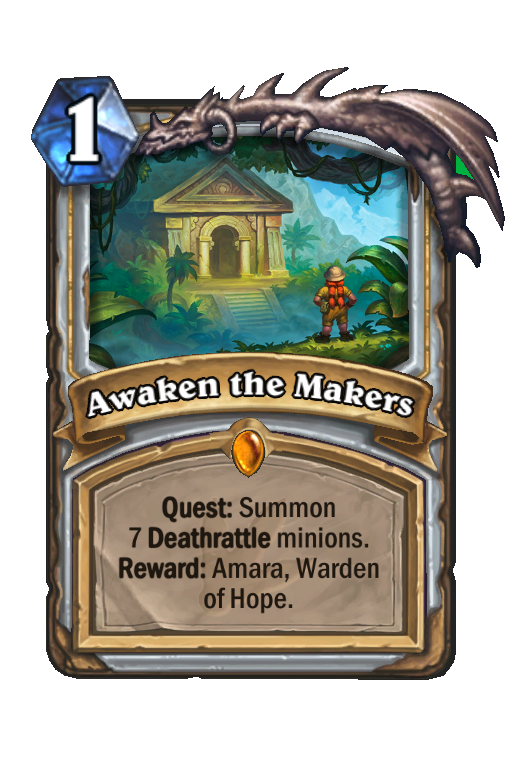 1
Awaken the Makers
Quest: Summon
7 Deathrattle minions.
Reward: Amara, Warden
of Hope.